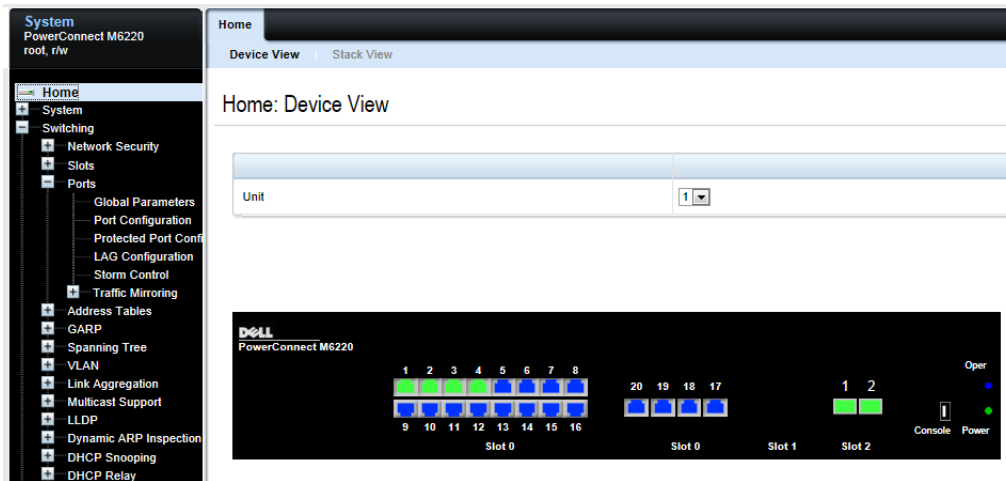 System
PowerConnect M6220
root, r/w
Home
System
Switching
Network Security
Slots
Ports
Global Parameters
Port Configuration
Protected Port Confi
LAG Configuration
Storm Control
Traffic Mirroring
Address Tables
GARP
Spanning Tree
VLAN
Link Aggregation
Multicast Support
LLDP
Dynamic ARP Inspection
DHCP Snooping
DHCP Relay
Home
Device View Stack View
Home: Device View
Unit 1
DELL
PowerConnect M6220
1 2 3 4 5 6 7 8
9 10 11 12 13 14 15 16
Slot 0
20 19 18 17
Slot 0
Slot 1
1 2
Slot 2
Console
Oper
Power